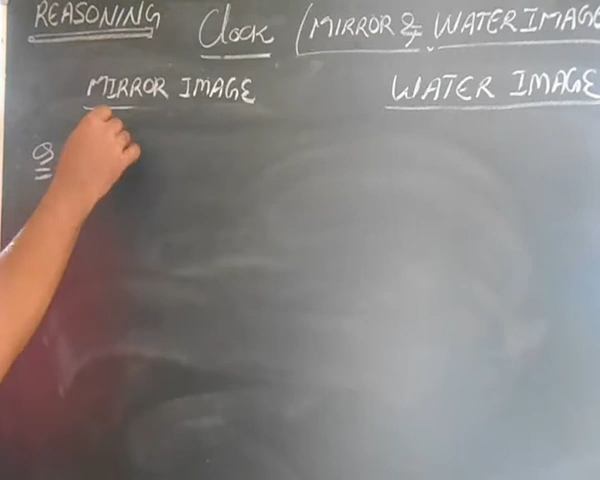 REASONING Clock (MIRROR & WATER IMAGE
MIRROR IMAGE WATER IMAGE
Q